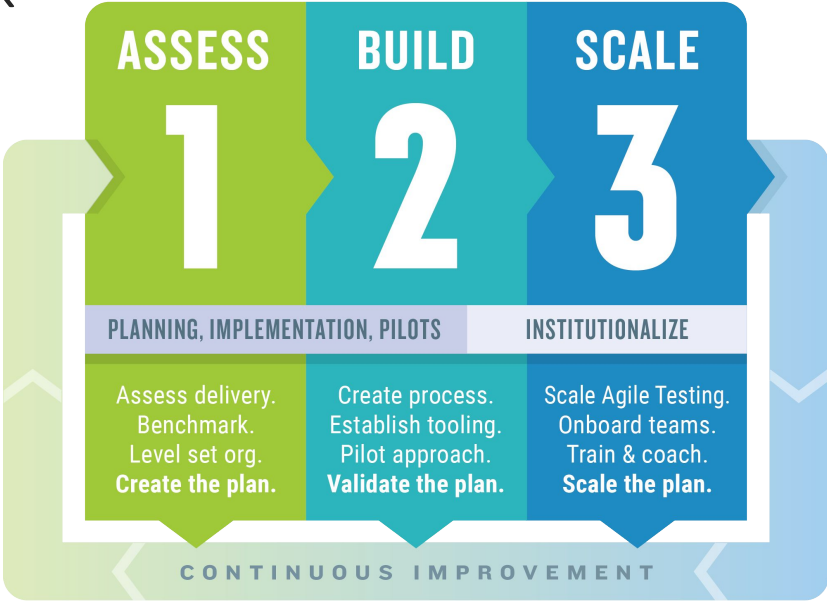 ASSESS
BUILD
SCALE
1
2
3
PLANNING, IMPLEMENTATION, PILOTS
INSTITUTIONALIZE
Assess delivery.
Benchmark.
Level set org.
Create the plan.
Create process.
Establish tooling.
Pilot approach.
Validate the plan.
Scale Agile Testing.
Onboard teams.
Train & coach.
Scale the plan.
CONTINUOUS IMPROVEMENT